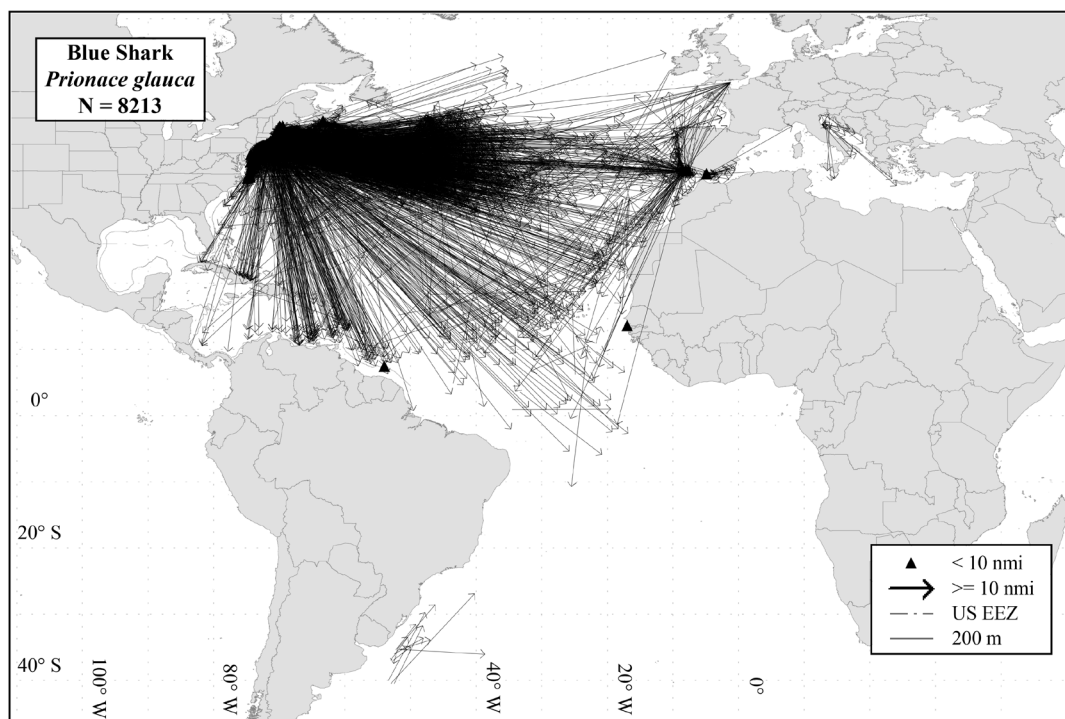 Blue Shark
Prionace glauca
N = 8213
0°
20° S
40° S
100° W
80° W
60° W
40° W
20° W
0°
< 10 nmi
>= 10 nmi
US EEZ
200 m